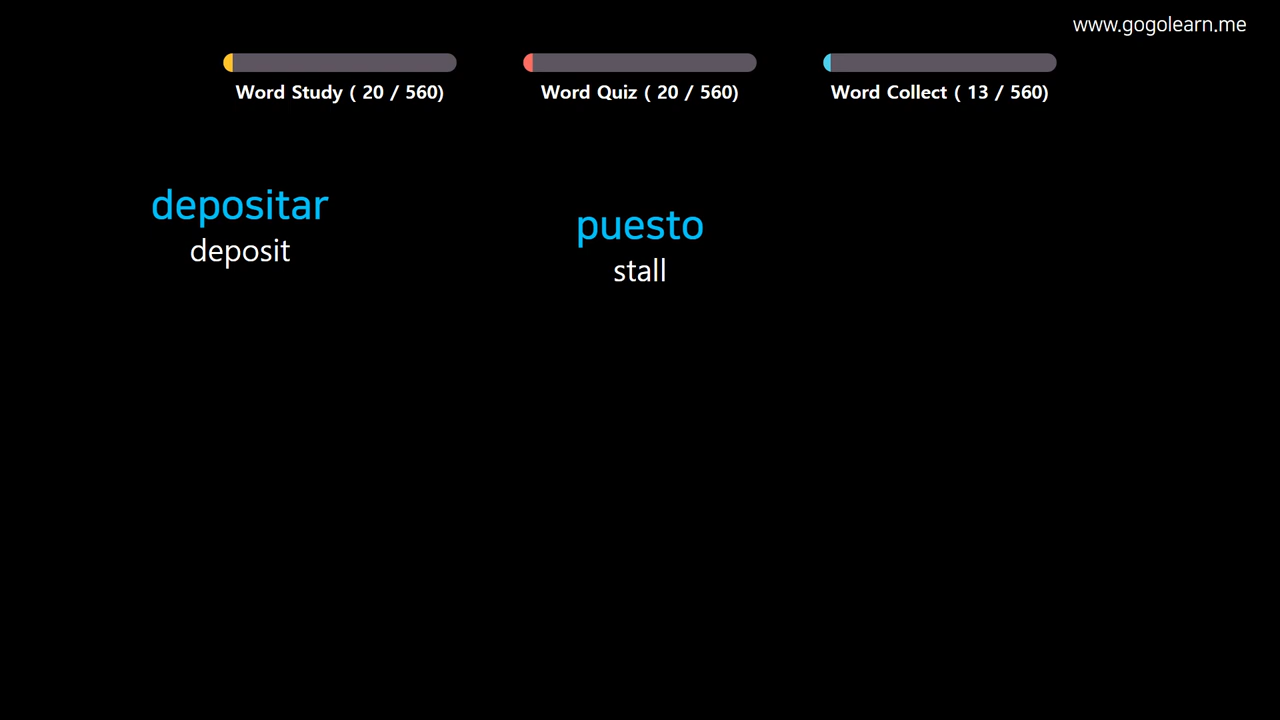 www.gogolearn.me
Word Study ( 20 / 560)
Word Quiz ( 20 / 560)
Word Collect ( 13 / 560)
depositar
deposit
puesto
stall